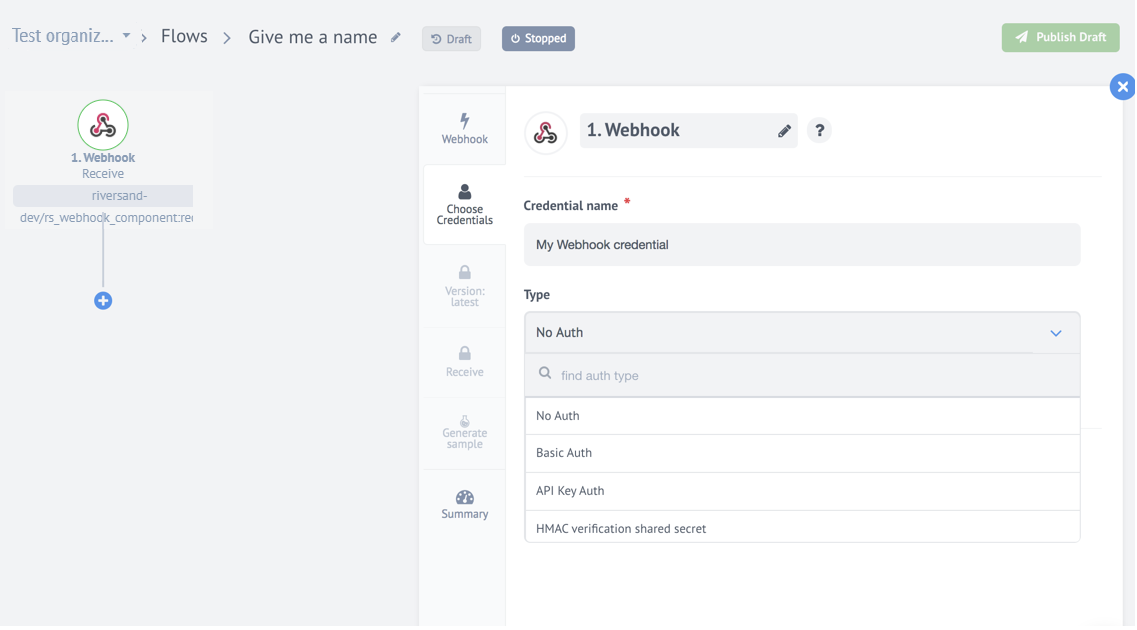 Test organiz... > Flows > Give me a name Draft Stopped Publish Draft
1. Webhook
Receive
riversand-
dev/rs_webhook_component:rec
Webhook
Choose
Credentials
Version:
latest
Receive
Generate
sample
Summary
1. Webhook ?
Credential name *
My Webhook credential
Type
No Auth
find auth type
No Auth
Basic Auth
API Key Auth
HMAC verification shared secret